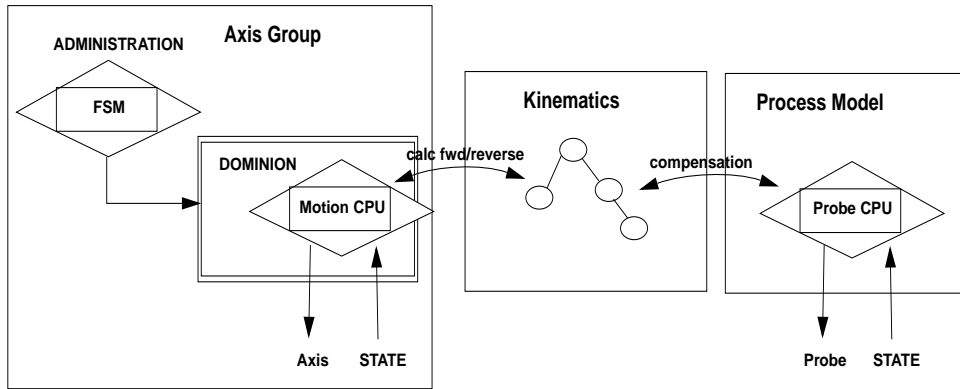 Axis Group
ADMINISTRATION
FSM
DOMINION
Motion CPU
Axis
STATE
calc fwd/reverse
Kinematics
compensation
Process Model
Probe CPU
Probe
STATE